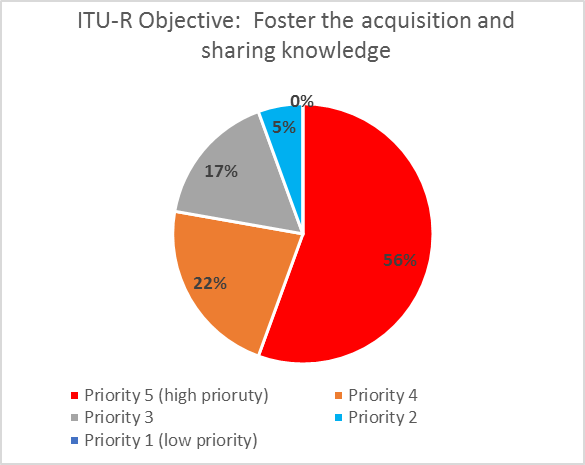 ITU-R Objective:  Foster the acquisition and
sharing knowledge
0%
5%
17%
56%
22%
Priority 5 (high prioruty)
Priority 4
Priority 3
Priority 2
Priority 1 (low priority)